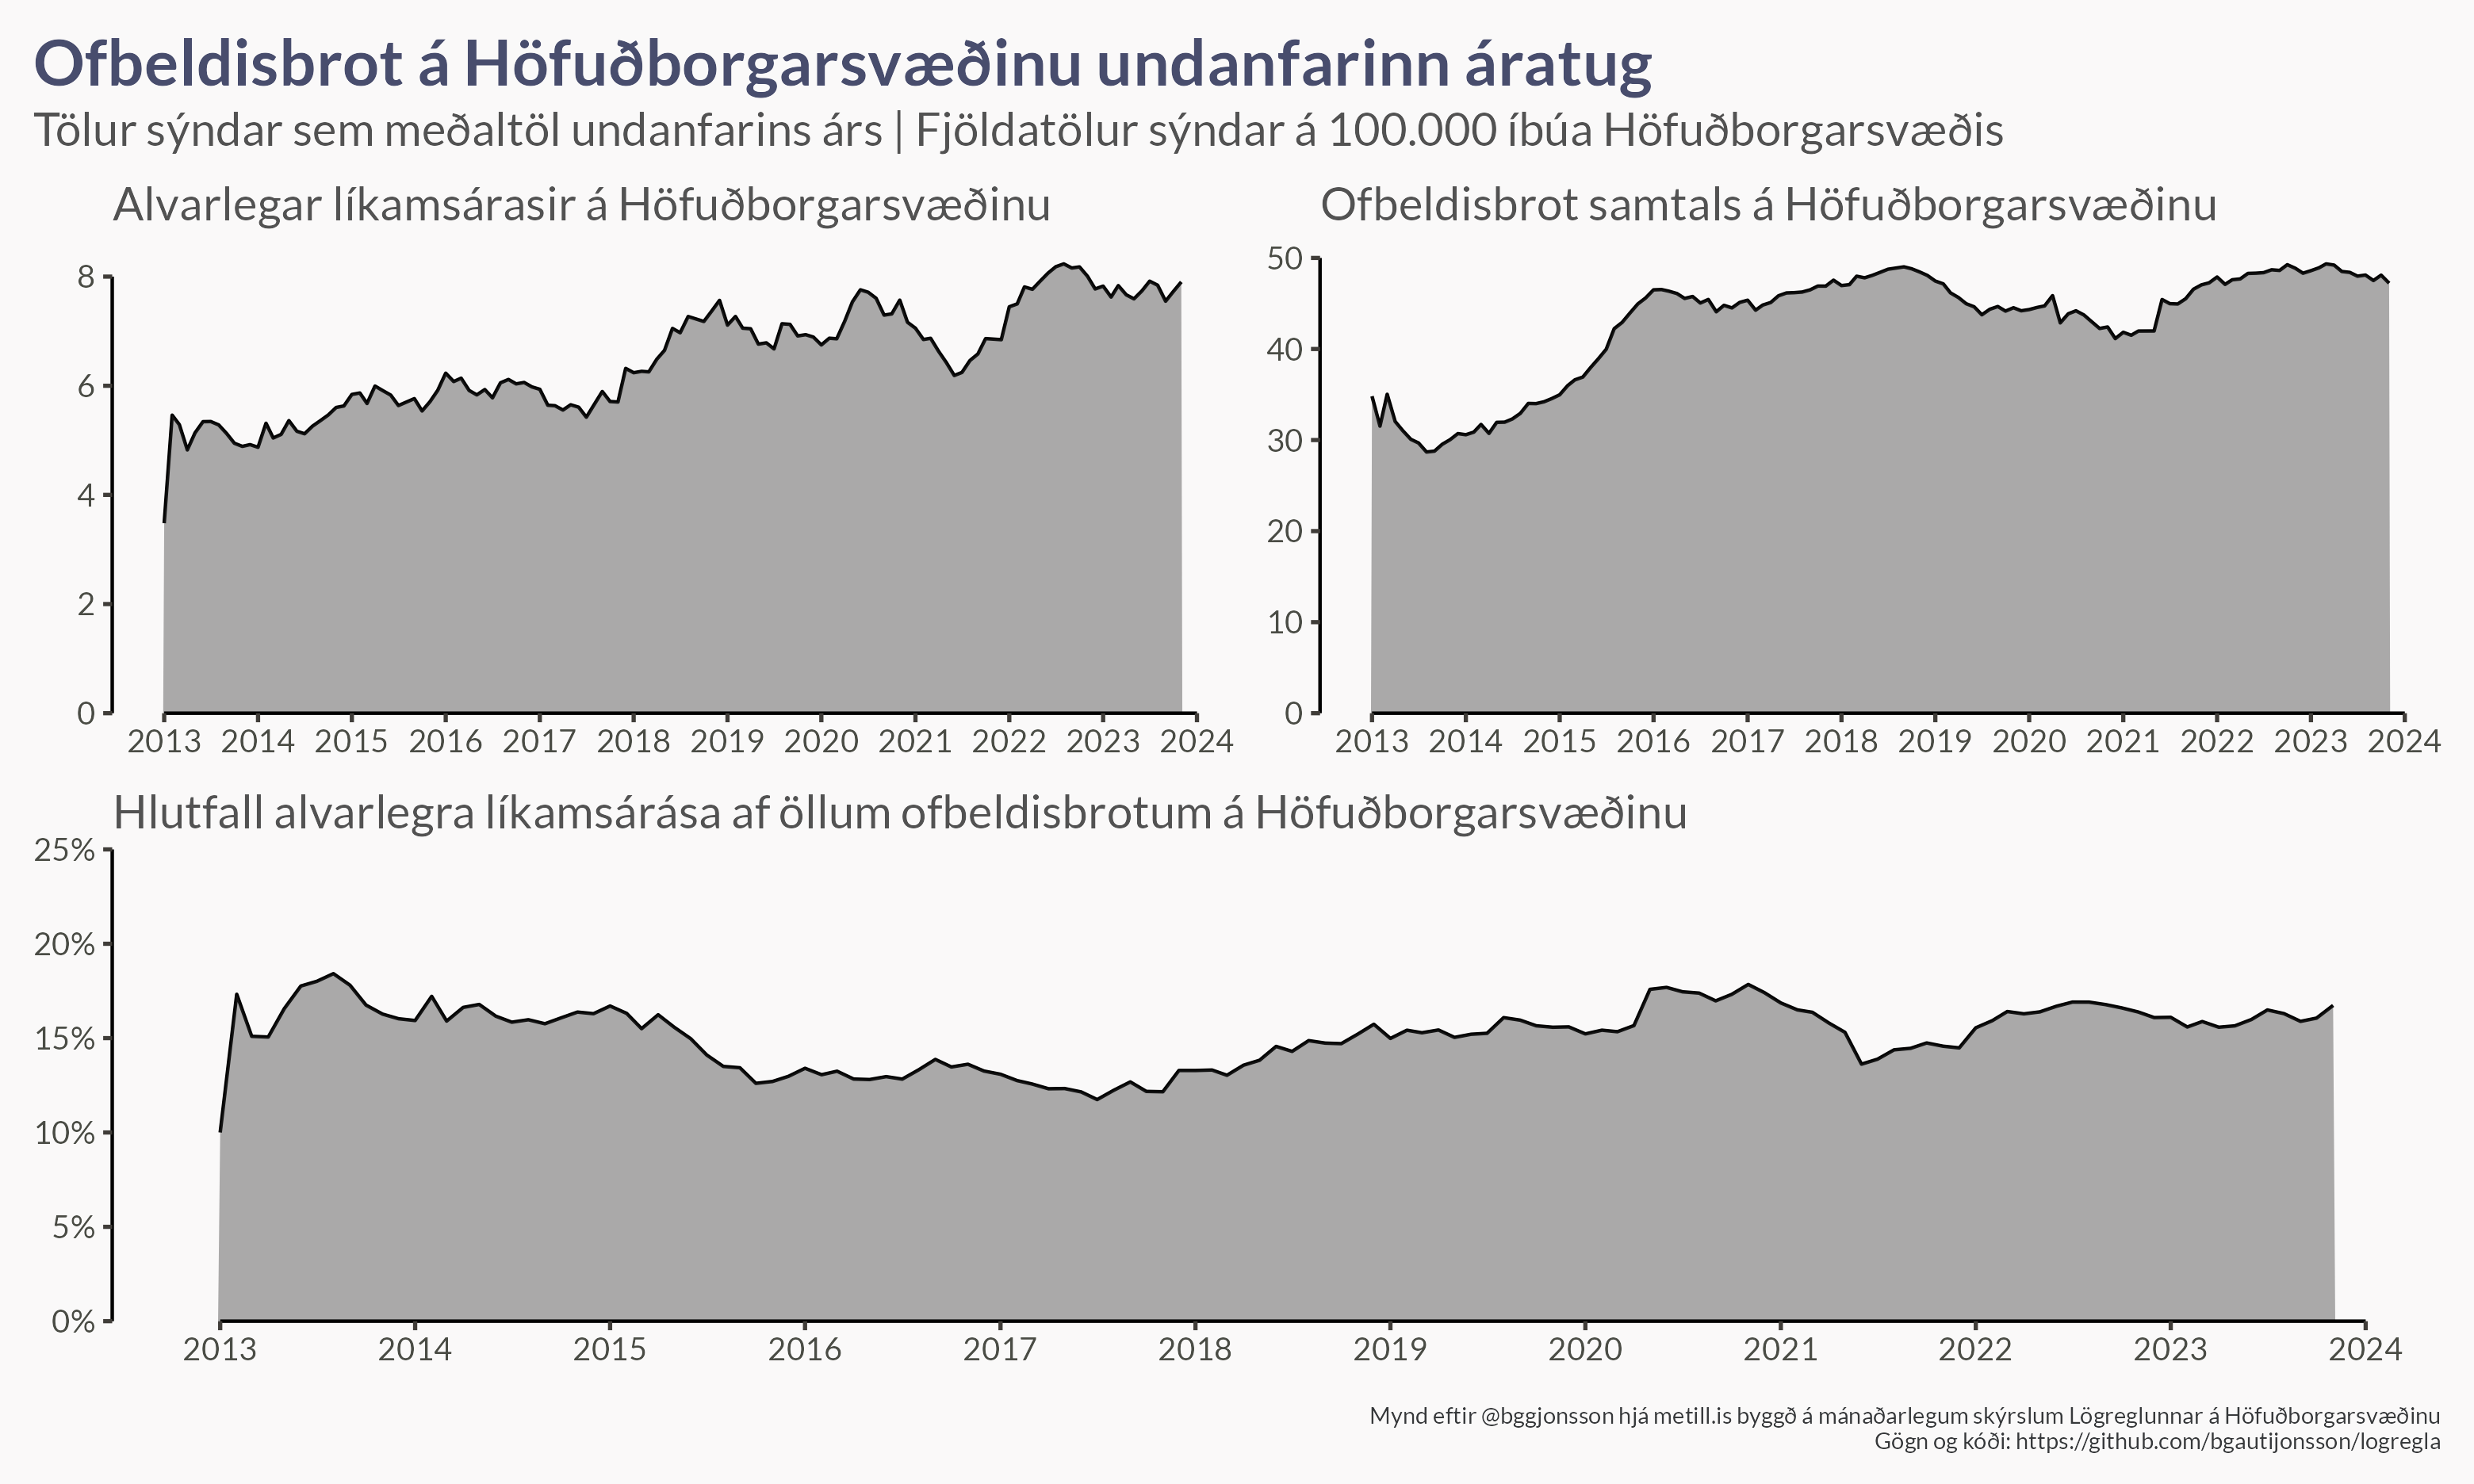 Ofbeldisbrot á Höfuðborgarsvæðinu undanfarinn áratug
Tölur sýndar sem meðaltöl undanfarins árs | Fjöldatölur sýndar á 100.000 íbúa Höfuðborgarsvæðis
Alvarlegar líkamsárasir á Höfuðborgarsvæðinu
8
6
4
2
0
2013 2014 2015 2016 2017 2018 2019 2020 2021 2022 2023 2024
Ofbeldisbrot samtals á Höfuðborgarsvæðinu
50
40
30
20
10
0
2013 2014 2015 2016 2017 2018 2019 2020 2021 2022 2023 2024
Hlutfall alvarlegra líkamsárása af öllum ofbeldisbrotum á Höfuðborgarsvæðinu
25%
20%
15%
10%
5%
0%
2013 2014 2015 2016 2017 2018 2019 2020 2021 2022 2023 2024
Mynd eftir @bggjonsson hjá metill.is byggð á mánaðarlegum skýrslum Lögreglunnar á Höfuðborgarsvæðinu
Gögn og kóði: https://github.com/bgautijonsson/logregla